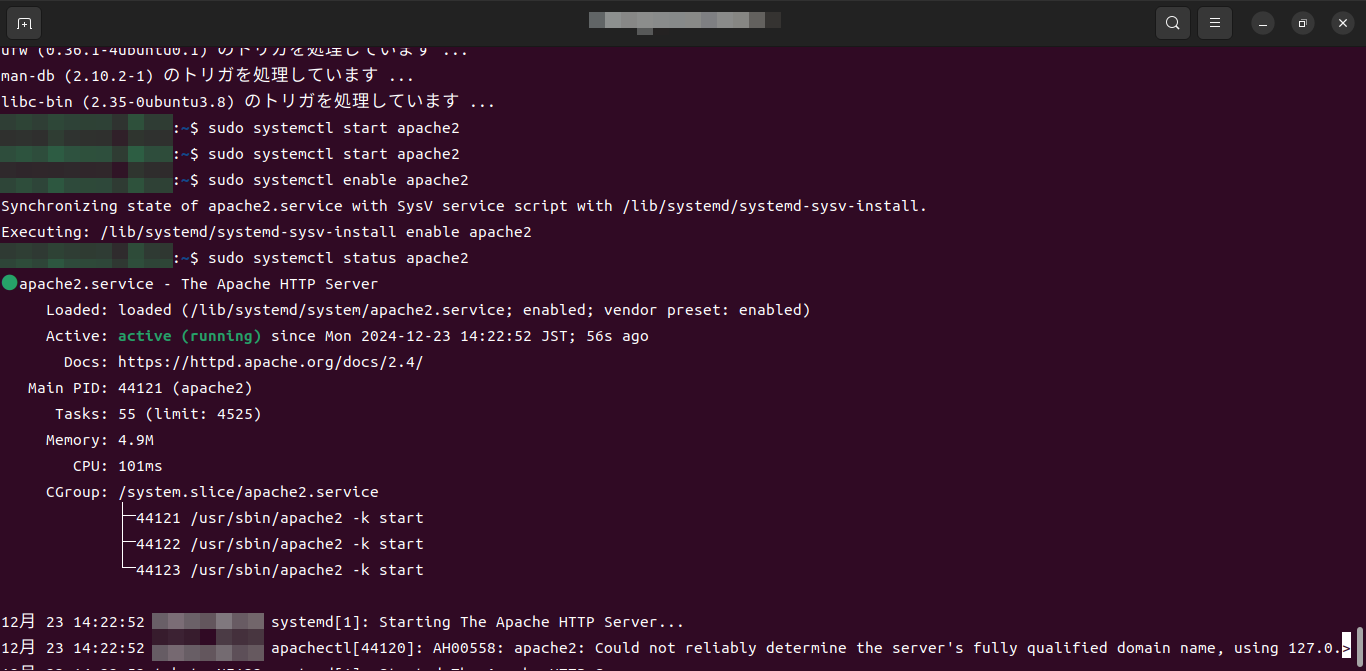 ufw (0.36.1-4ubuntu0.1) のトリガを処理しています ...
man-db (2.10.2-1) のトリガを処理しています ...
libc-bin (2.35-0ubuntu3.8) のトリガを処理しています ...
:~$ sudo systemctl start apache2
:~$ sudo systemctl start apache2
:~$ sudo systemctl enable apache2
Synchronizing state of apache2.service with SysV service script with /lib/systemd/systemd-sysv-install.
Executing: /lib/systemd/systemd-sysv-install enable apache2
:~$ sudo systemctl status apache2
●apache2.service - The Apache HTTP Server
Loaded: loaded (/lib/systemd/system/apache2.service; enabled; vendor preset: enabled)
Active: active (running) since Mon 2024-12-23 14:22:52 JST; 56s ago
Docs: https://httpd.apache.org/docs/2.4/
Main PID: 44121 (apache2)
Tasks: 55 (limit: 4525)
Memory: 4.9M
CPU: 101ms
CGroup: /system.slice/apache2.service
├─44121 /usr/sbin/apache2 -k start
├─44122 /usr/sbin/apache2 -k start
└─44123 /usr/sbin/apache2 -k start
12月 23 14:22:52 systemd[1]: Starting The Apache HTTP Server...
12月 23 14:22:52 apachectl[44120]: AH00558: apache2: Could not reliably determine the server's fully qualified domain name, using 127.0.>